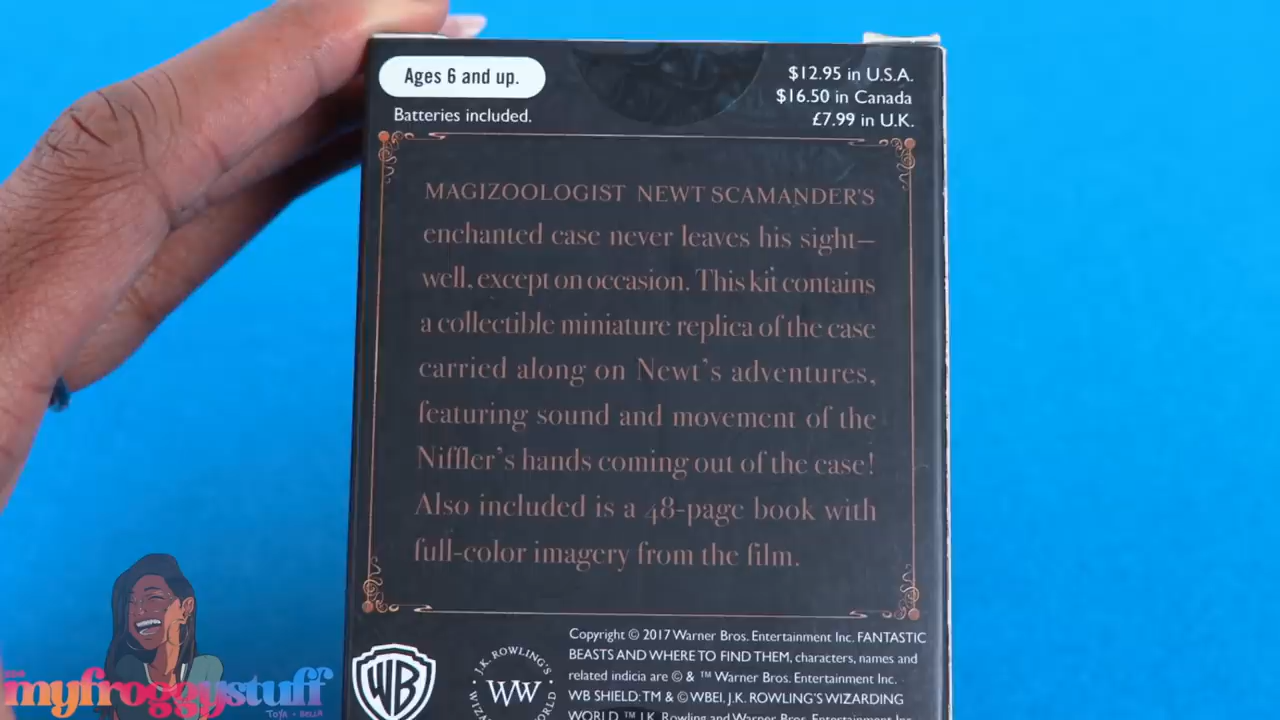 Ages 6 and up.
Batteries included.
$12.95 in U.S.A.
$16.50 in Canada
£7.99 in U.K.
MAGIZOOLOGIST NEWT SCAMANDER'S
enchanted case never leaves his sight—
well, except on occasion. This kit contains
a collectible miniature replica of the case
carried along on Newt's adventures,
featuring sound and movement of the
Niffler's hands coming out of the case!
Also included is a 48-page book with
full-color imagery from the film.
WB
J.K. ROWLING'S
WW
Copyright © 2017 Warner Bros. Entertainment Inc. FANTASTIC
BEASTS AND WHERE TO FIND THEM, characters, names and
related indicia are © & ™ Warner Bros. Entertainment Inc.
WB SHIELD: TM & © WBEI. J.K. ROWLING'S WIZARDING
WORLD ™ J.K. Rowling and Warner Bros. Entertainment Inc.
myfroggystuff
TOYA • BELLA